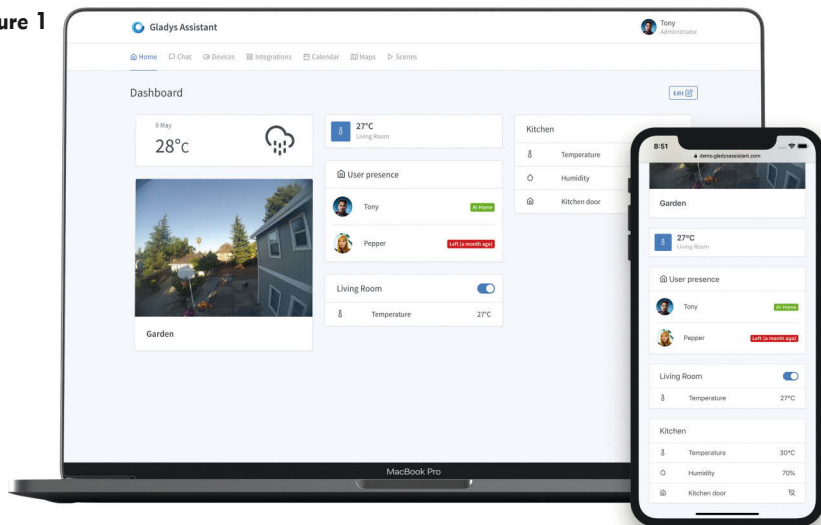 ure 1
Gladys Assistant
Tony
Administrator
Home Chat Devices Integrations Calendar Maps Scenes
Dashboard
Edit
9 May
28°C
27°C
Living Room
User presence
Tony
At Home
Pepper
Left (a month ago)
Living Room
Temperature 27°C
Garden
Kitchen
Temperature
Humidity
Kitchen door
MacBook Pro
8:51
demo.gladysassistant.com
Garden
27°C
Living Room
User presence
Tony
At Home
Pepper
Left (a month ago)
Living Room
Temperature 27°C
Kitchen
Temperature 30°C
Humidity 70%
Kitchen door